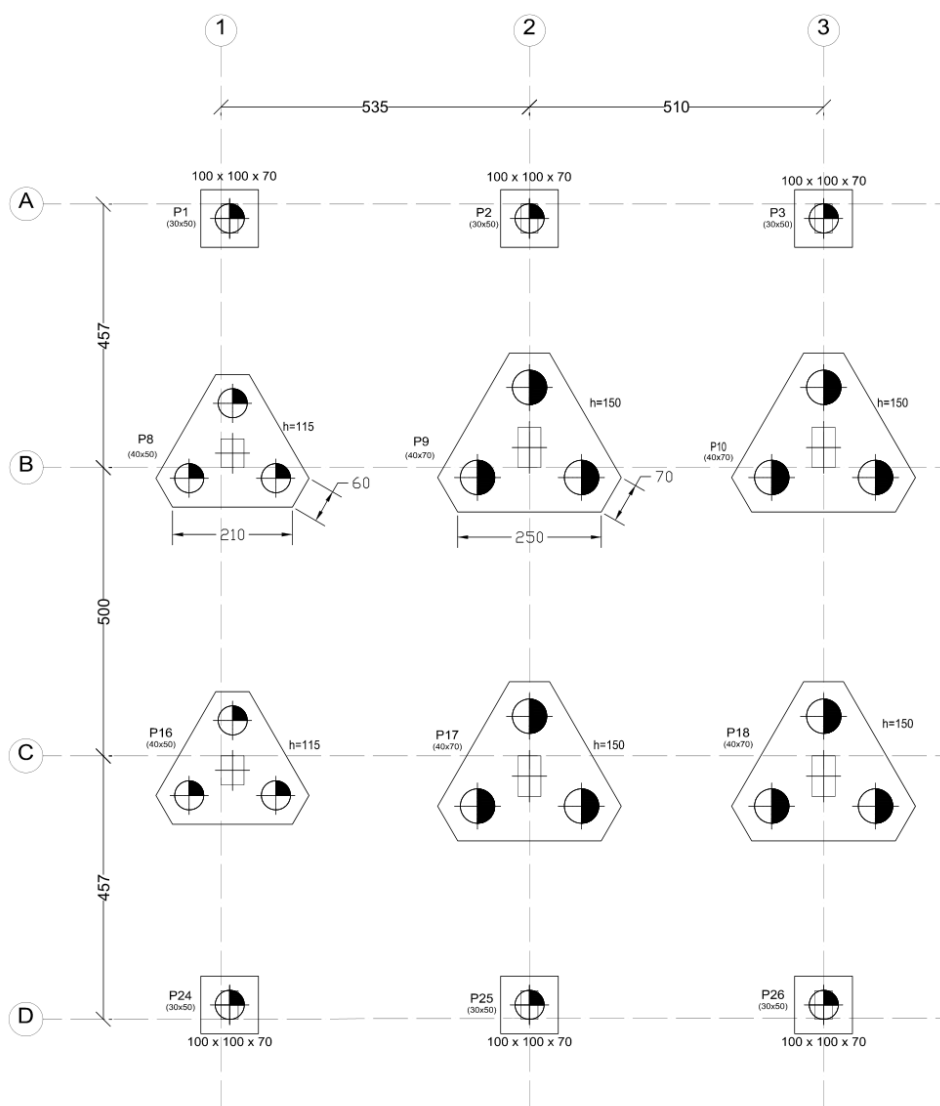 1
2
3
535
510
A
100 x 100 x 70
100 x 100 x 70
100 x 100 x 70
P1
(30x50)
P2
(30x50)
P3
(30x50)
457
P8
(40x50)
h=115
P9
(40x70)
h=150
P10
(40x70)
h=150
B
60
70
210
250
500
P16
(40x50)
h=115
P17
(40x70)
h=150
P18
(40x70)
h=150
C
457
P24
(30x50)
P25
(30x50)
P26
(30x50)
D
100 x 100 x 70
100 x 100 x 70
100 x 100 x 70